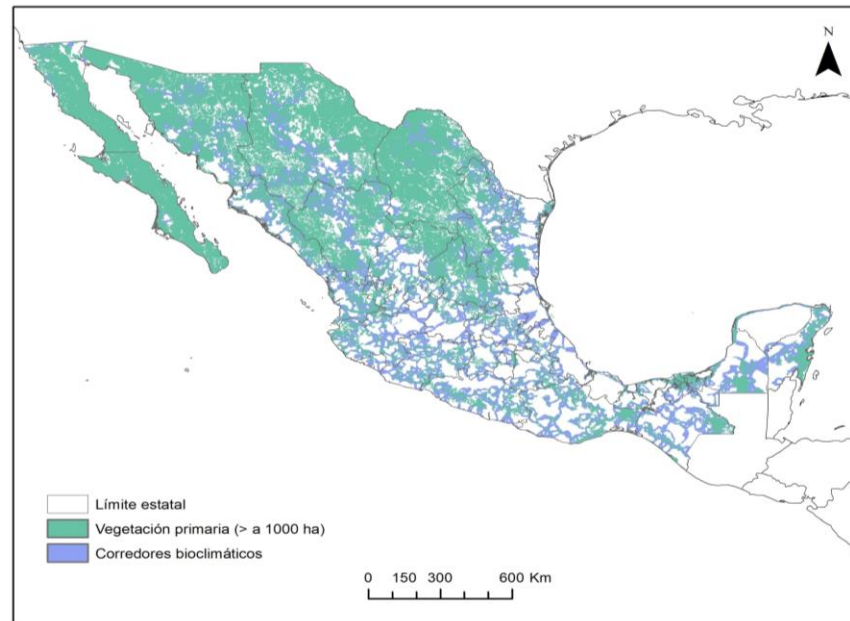 N
Límite estatal
Vegetación primaria (> a 1000 ha)
Corredores bioclimáticos
0 150 300 600 Km